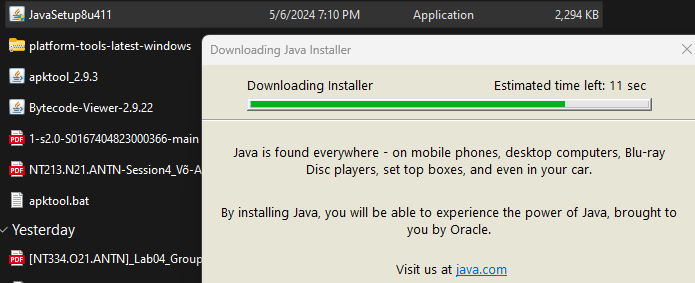 JavaSetup8u411 5/6/2024 7:10 PM Application 2,294 KB
platform-tools-latest-windows
apktool_2.9.3
Bytecode-Viewer-2.9.22
1-s2.0-S0167404823000366-main
NT213.N21.ANTN-Session4_Võ-A
apktool.bat
Yesterday
[NT334.O21.ANTN]_Lab04_Group
Downloading Java Installer
Downloading Installer Estimated time left: 11 sec
Java is found everywhere - on mobile phones, desktop computers, Blu-ray
Disc players, set top boxes, and even in your car.
By installing Java, you will be able to experience the power of Java, brought to
you by Oracle.
Visit us at java.com
PDF
PDF
PDF